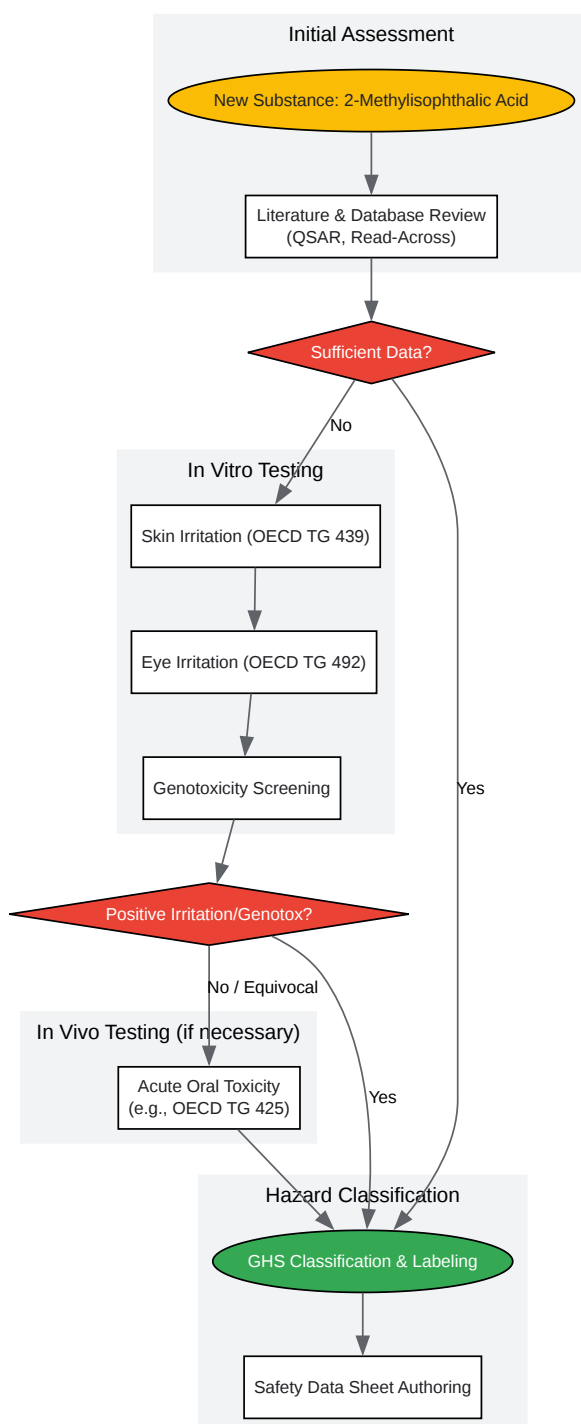 Initial Assessment
New Substance: 2-Methylisophthalic Acid
Literature & Database Review
(QSAR, Read-Across)
Sufficient Data?
No
In Vitro Testing
Skin Irritation (OECD TG 439)
Eye Irritation (OECD TG 492)
Genotoxicity Screening
Yes
Positive Irritation/Genotox?
No / Equivocal
In Vivo Testing (if necessary)
Acute Oral Toxicity
(e.g., OECD TG 425)
Yes
Hazard Classification
GHS Classification & Labeling
Safety Data Sheet Authoring